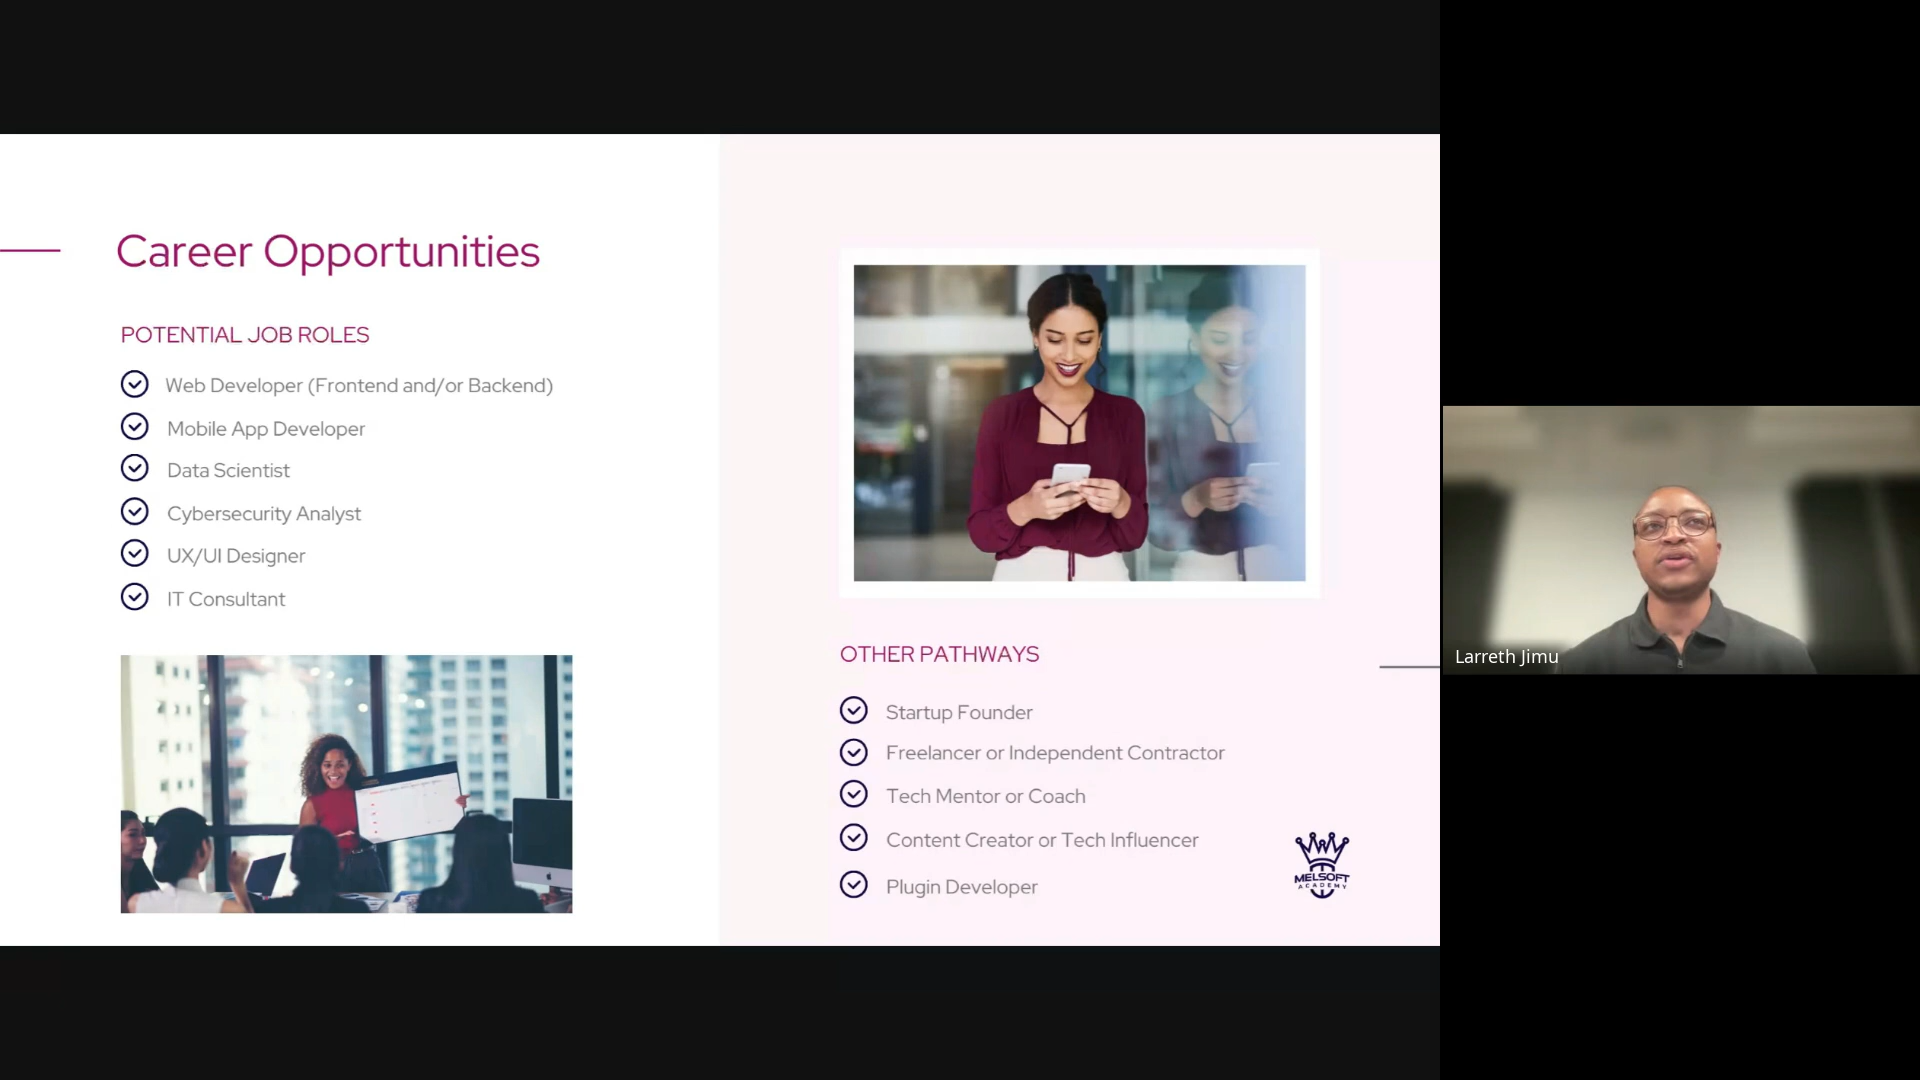 Career Opportunities
POTENTIAL JOB ROLES
Web Developer (Frontend and/or Backend)
Mobile App Developer
Data Scientist
Cybersecurity Analyst
UX/UI Designer
IT Consultant
OTHER PATHWAYS
Startup Founder
Freelancer or Independent Contractor
Tech Mentor or Coach
Content Creator or Tech Influencer
Plugin Developer
MELSOFT
ACADEMY
Larreth Jimu